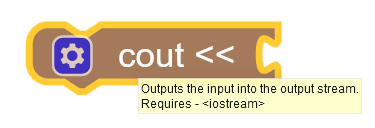 cout <<
Outputs the input into the output stream.
Requires - <iostream>